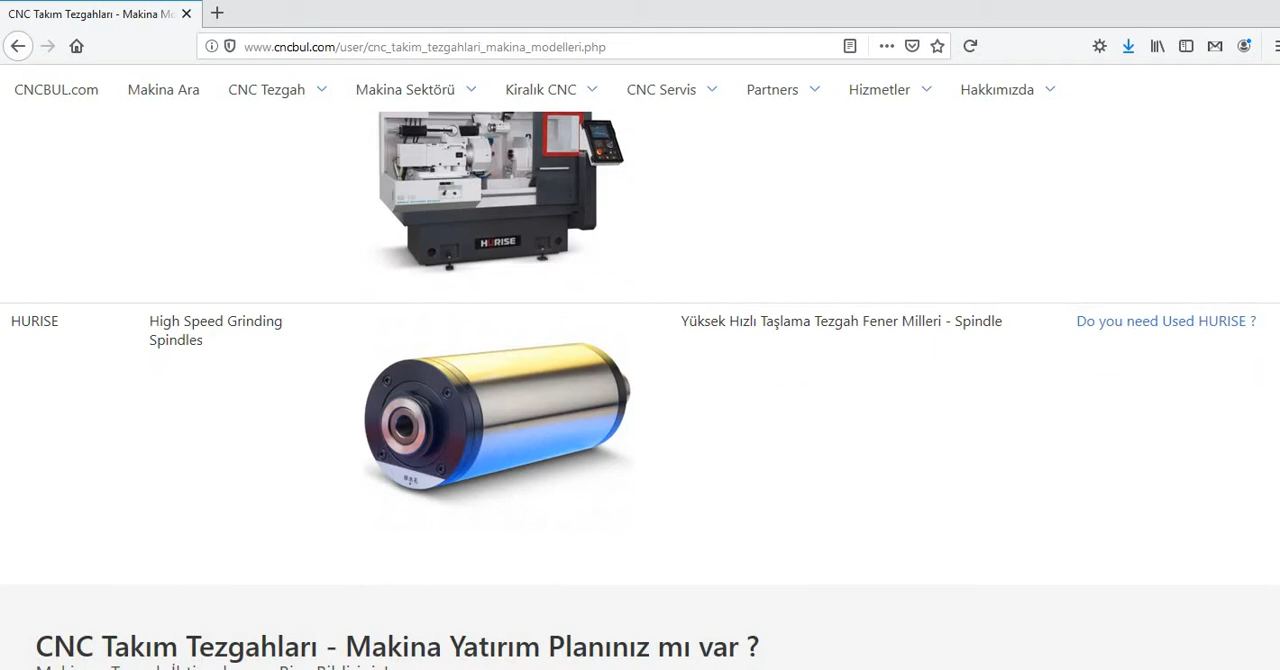 CNC Takım Tezgahları - Makina Mo
www.cncbul.com/user/cnc_takim_tezgahlari_makina_modelleri.php
CNCBUL.com Makina Ara CNC Tezgah Makina Sektörü Kiralık CNC CNC Servis Partners Hizmetler Hakkımızda
HURISE
HURISE High Speed Grinding Yüksek Hızlı Taşlama Tezgah Fener Milleri - Spindle Do you need Used HURISE ?
Spindles
CNC Takım Tezgahları - Makina Yatırım Planınız mı var ?